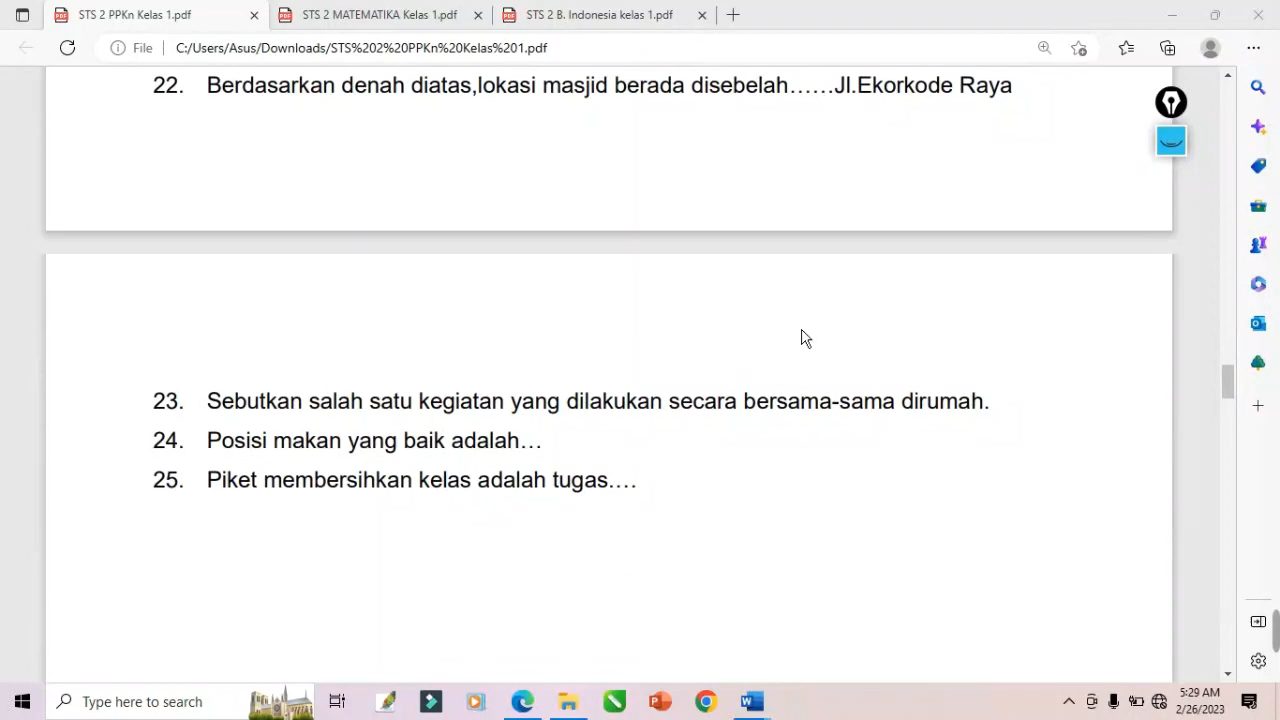 STS 2 PPKn Kelas 1.pdf
STS 2 MATEMATIKA Kelas 1.pdf
STS 2 B. Indonesia kelas 1.pdf
File
C:/Users/Asus/Downloads/STS%202%20PPKn%20Kelas%201.pdf
22. Berdasarkan denah diatas,lokasi masjid berada disebelah……Jl.Ekorkode Raya
23. Sebutkan salah satu kegiatan yang dilakukan secara bersama-sama dirumah.
24. Posisi makan yang baik adalah…
25. Piket membersihkan kelas adalah tugas.…
Type here to search
5:29 AM
2/26/2023